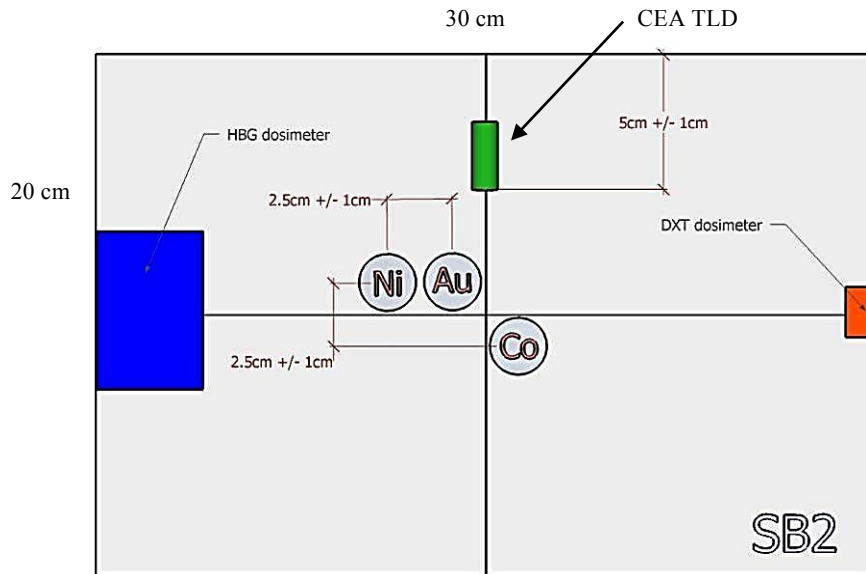 30 cm
CEA TLD
5cm +/- 1cm
HBG dosimeter
20 cm
2.5cm +/- 1cm
DXT dosimeter
Ni
Au
Co
2.5cm +/- 1cm
SB2